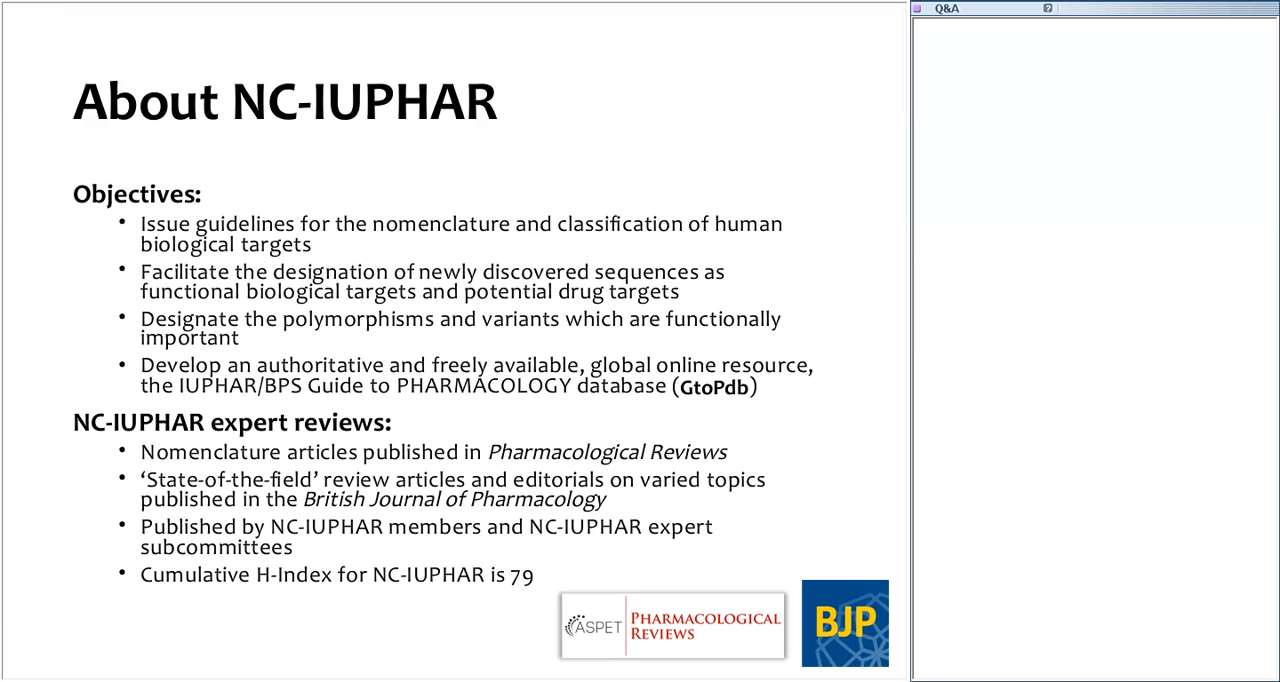 Q&A
About NC-IUPHAR
Objectives:
• Issue guidelines for the nomenclature and classification of human
biological targets
• Facilitate the designation of newly discovered sequences as
functional biological targets and potential drug targets
• Designate the polymorphisms and variants which are functionally
important
• Develop an authoritative and freely available, global online resource,
the IUPHAR/BPS Guide to PHARMACOLOGY database (GtoPdb)
NC-IUPHAR expert reviews:
• Nomenclature articles published in Pharmacological Reviews
• ‘State-of-the-field’ review articles and editorials on varied topics
published in the British Journal of Pharmacology
• Published by NC-IUPHAR members and NC-IUPHAR expert
subcommittees
• Cumulative H-Index for NC-IUPHAR is 79
ASPET
PHARMACOLOGICAL
REVIEWS
BJP